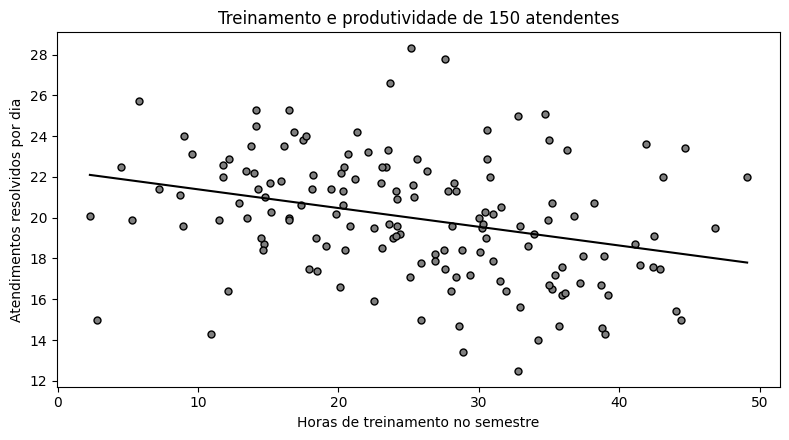 Treinamento e produtividade de 150 atendentes
Atendimentos resolvidos por dia
28
26
24
22
20
18
16
14
12
0 10 20 30 40 50
Horas de treinamento no semestre